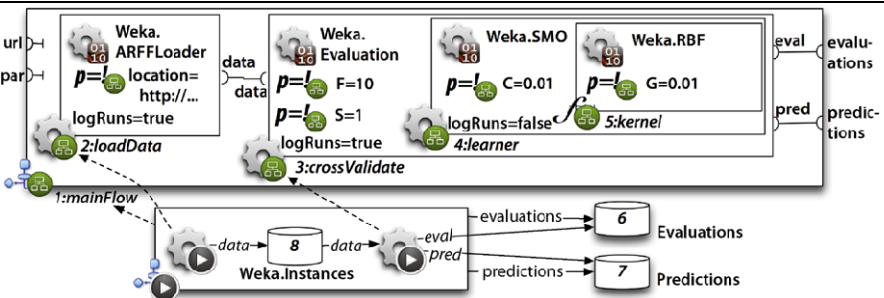 url
par
Weka.
ARFFLoader
p=!
location=
http://...
logRuns=true
2:loadData
data
data
Weka.
Evaluation
p=! F=10
p=! S=1
logRuns=true
3:crossValidate
Weka.SMO
p=! C=0.01
logRuns=false
4:learner
Weka.RBF
p=! G=0.01
5:kernel
eval
pred
evalu-
ations
predic-
tions
1:mainFlow
data
8
data
Weka.Instances
eval
pred
evaluations
predictions
6
Evaluations
7
Predictions